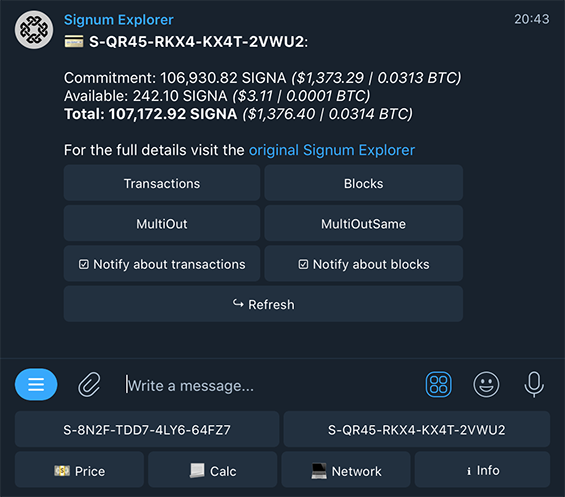 Signum Explorer 20:43
💳 S-QR45-RKX4-KX4T-2VWU2:
Commitment: 106,930.82 SIGNA ($1,373.29 | 0.0313 BTC)
Available: 242.10 SIGNA ($3.11 | 0.0001 BTC)
Total: 107,172.92 SIGNA ($1,376.40 | 0.0314 BTC)
For the full details visit the original Signum Explorer
Transactions Blocks
MultiOut MultiOutSame
☑ Notify about transactions ☑ Notify about blocks
↪ Refresh
Write a message...
S-8N2F-TDD7-4LY6-64FZ7 S-QR45-RKX4-KX4T-2VWU2
💵 Price 📃 Calc 💻 Network ℹ Info